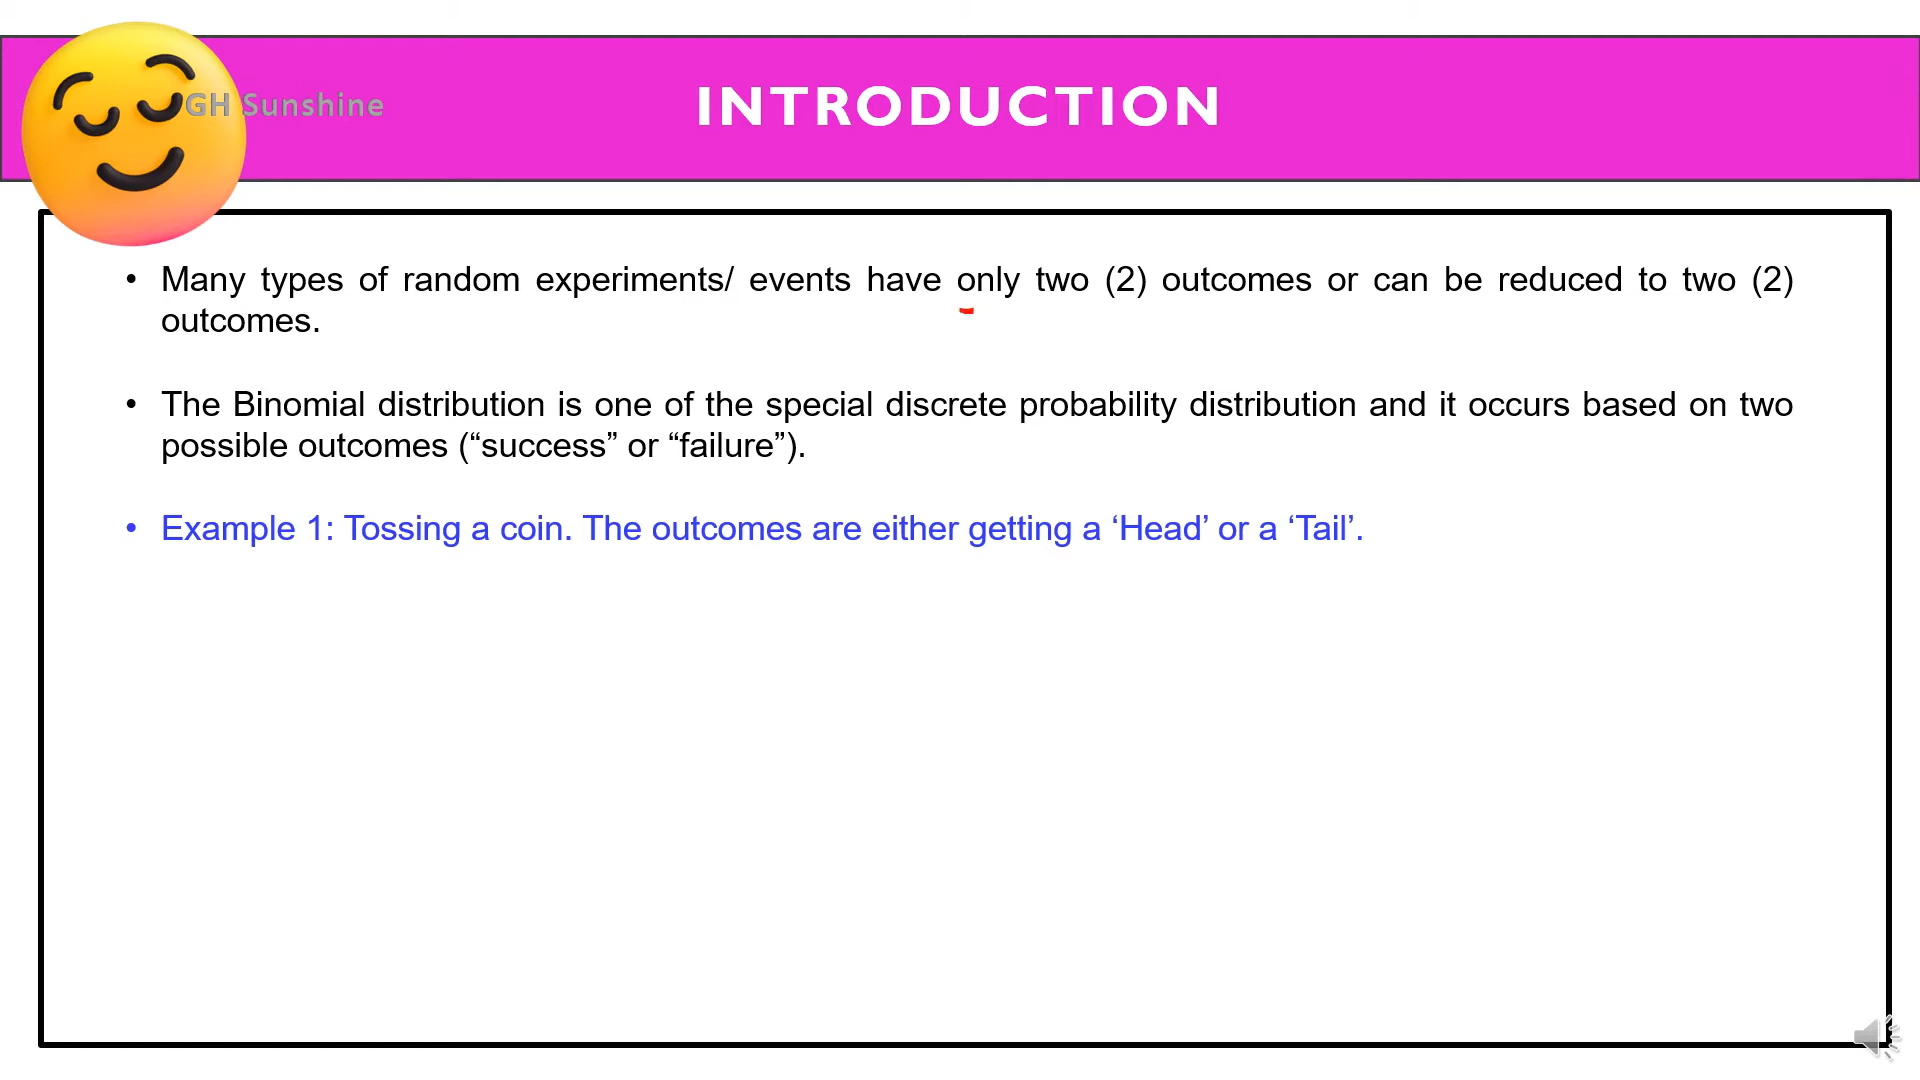 GH Sunshine
INTRODUCTION
• Many types of random experiments/ events have only two (2) outcomes or can be reduced to two (2)
outcomes.
• The Binomial distribution is one of the special discrete probability distribution and it occurs based on two
possible outcomes (“success” or “failure”).
• Example 1: Tossing a coin. The outcomes are either getting a ‘Head’ or a ‘Tail’.